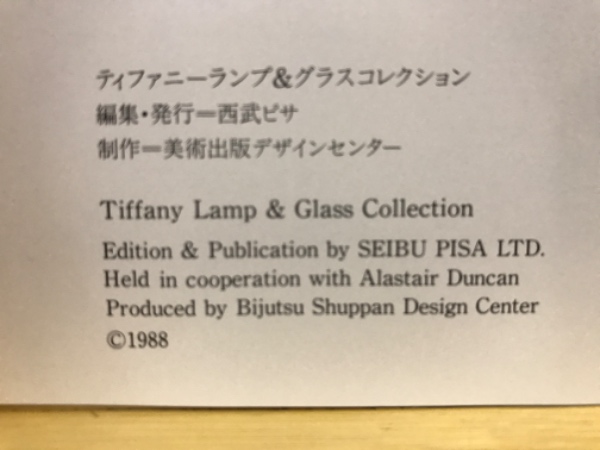 ティファニーランプ&グラスコレクション
編集・発行＝西武ピサ
制作＝美術出版デザインセンター
Tiffany Lamp & Glass Collection
Edition & Publication by SEIBU PISA LTD.
Held in cooperation with Alastair Duncan
Produced by Bijutsu Shuppan Design Center
©1988